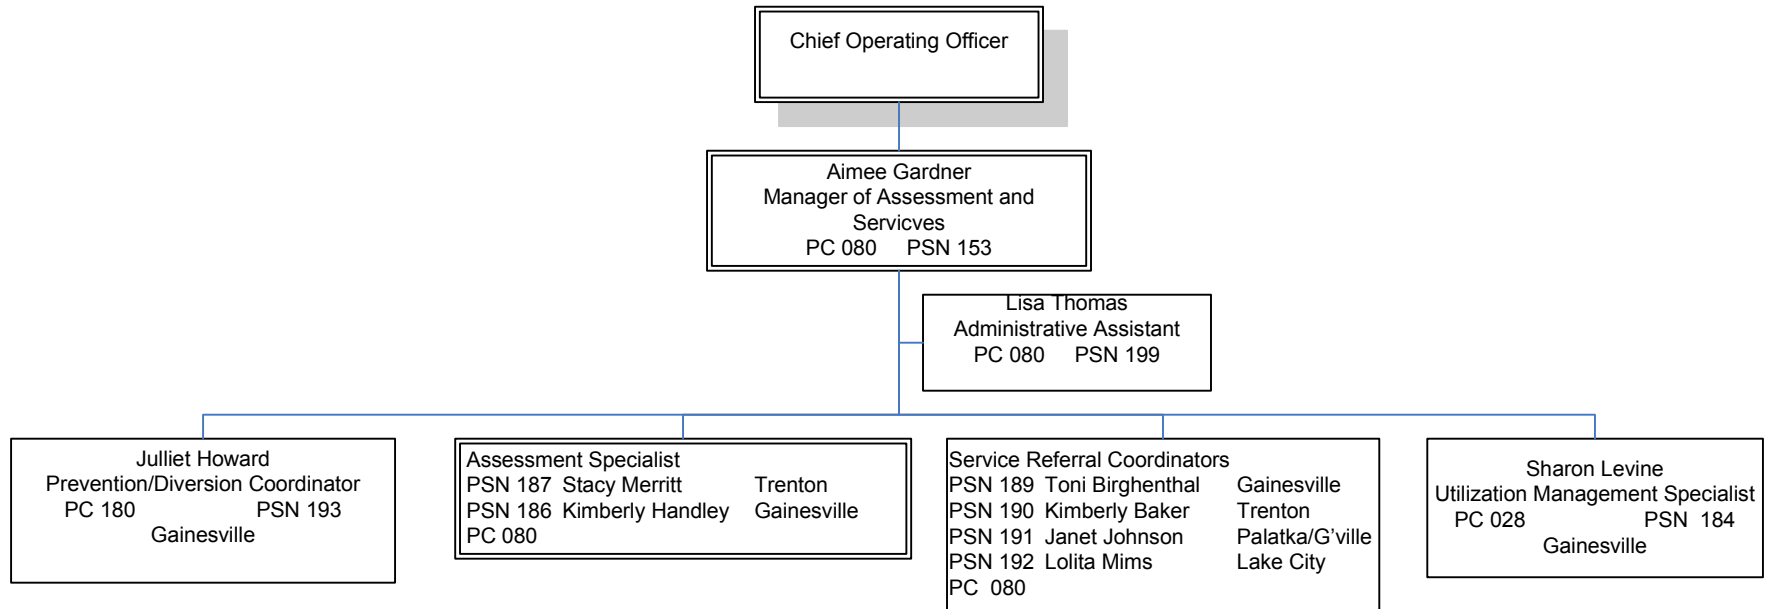 Chief Operating Officer
Aimee Gardner
Manager of Assessment and
Servicves
PC 080 PSN 153
Lisa Thomas
Administrative Assistant
PC 080 PSN 199
Julliet Howard
Prevention/Diversion Coordinator
PC 180 PSN 193
Gainesville
Assessment Specialist
PSN 187 Stacy Merritt Trenton
PSN 186 Kimberly Handley Gainesville
PC 080
Service Referral Coordinators
PSN 189 Toni Birghenthal Gainesville
PSN 190 Kimberly Baker Trenton
PSN 191 Janet Johnson Palatka/G’ville
PSN 192 Lolita Mims Lake City
PC 080
Sharon Levine
Utilization Management Specialist
PC 028 PSN 184
Gainesville